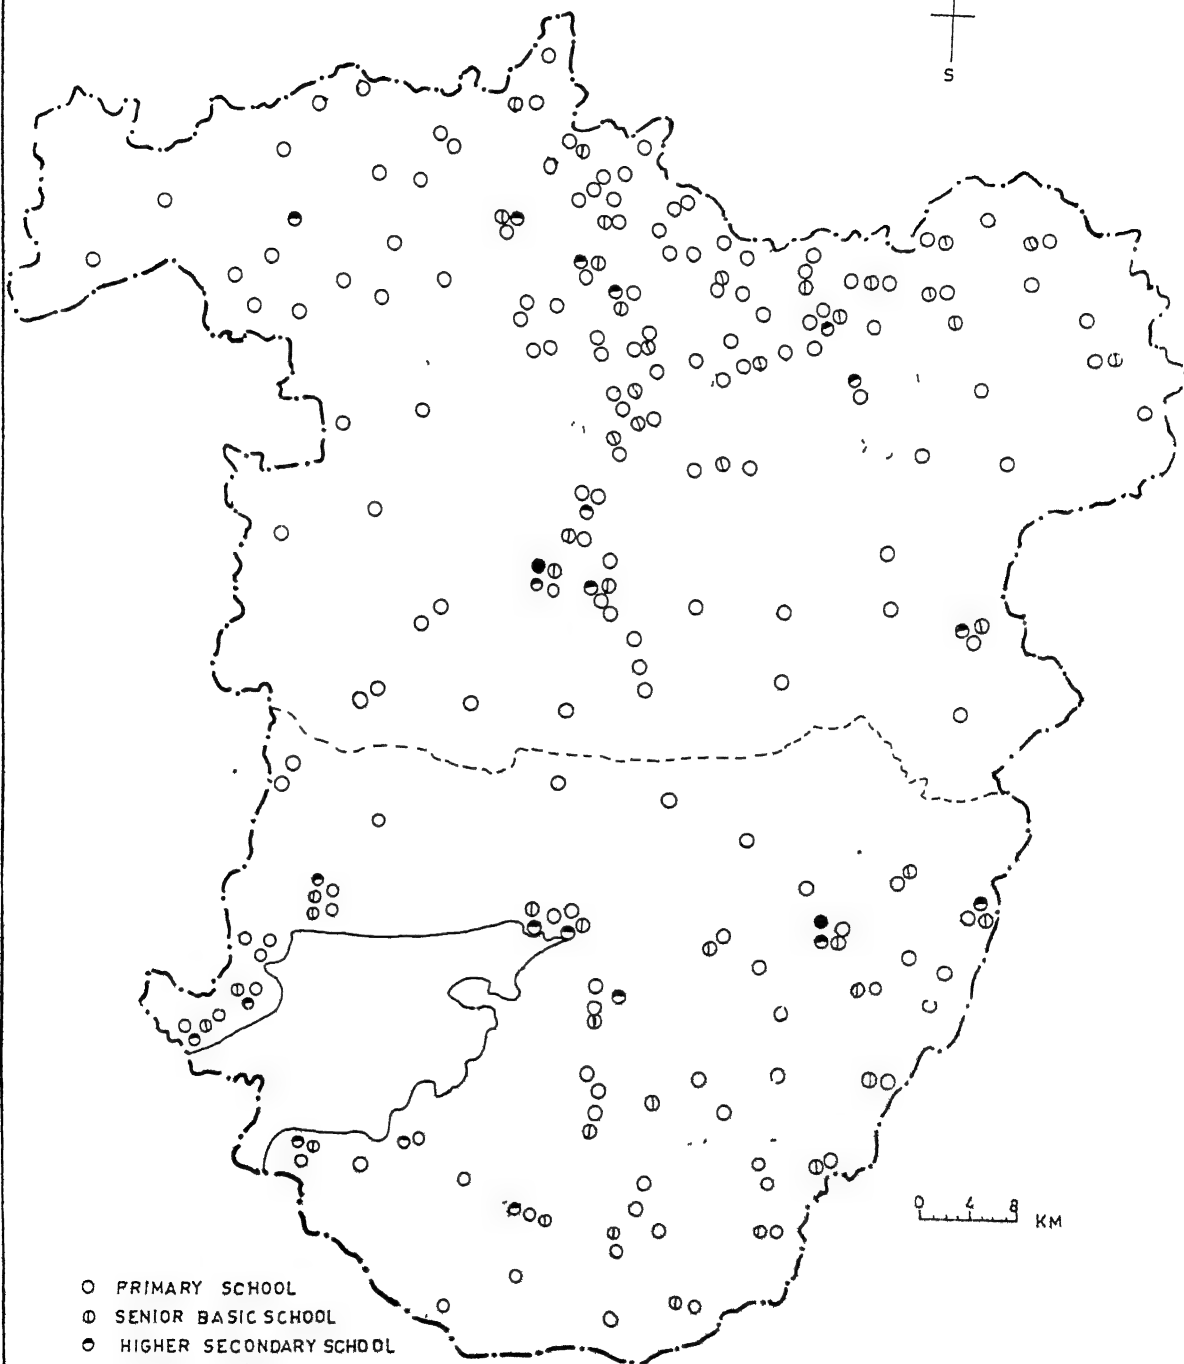 S
0 4 8 KM
PRIMARY SCHOOL
SENIOR BASIC SCHOOL
HIGHER SECONDARY SCHOOL